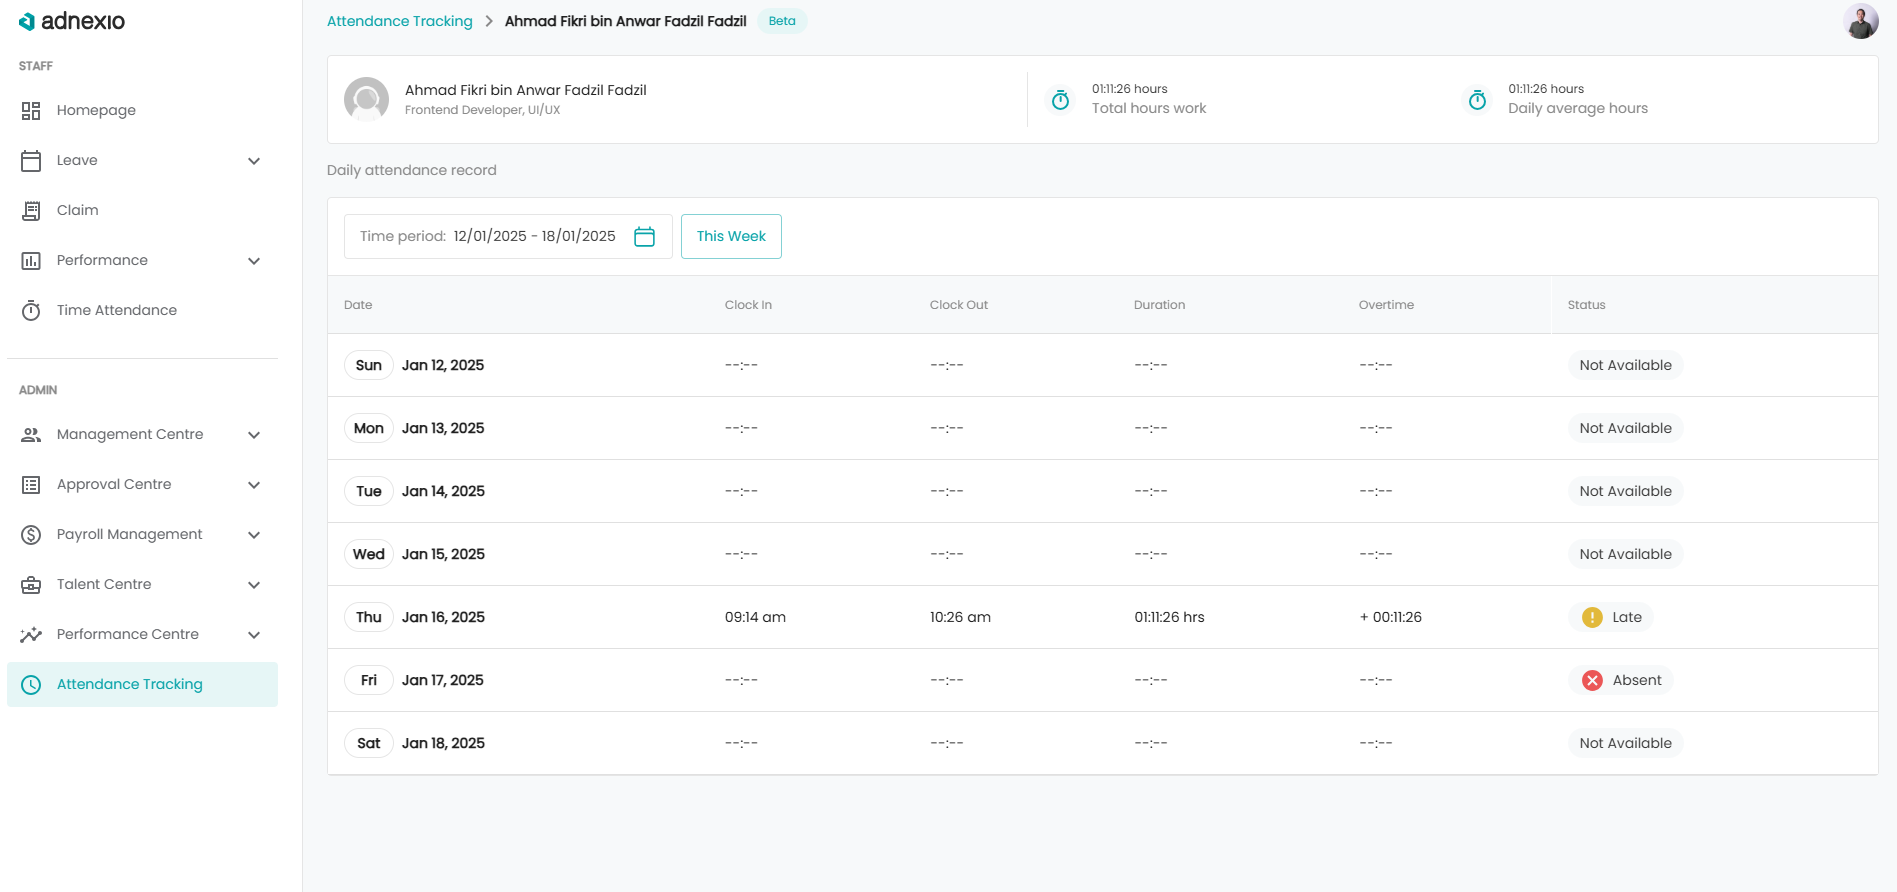 adnexio
STAFF
Homepage
Leave
Claim
Performance
Time Attendance
ADMIN
Management Centre
Approval Centre
Payroll Management
Talent Centre
Performance Centre
Attendance Tracking
Attendance Tracking > Ahmad Fikri bin Anwar Fadzil Fadzil Beta
Ahmad Fikri bin Anwar Fadzil Fadzil
Frontend Developer, UI/UX
01:11:26 hours
Total hours work
01:11:26 hours
Daily average hours
Daily attendance record
Time period: 12/01/2025 - 18/01/2025 This Week
Date Clock In Clock Out Duration Overtime Status
Sun Jan 12, 2025 --:-- --:-- --:-- --:-- Not Available
Mon Jan 13, 2025 --:-- --:-- --:-- --:-- Not Available
Tue Jan 14, 2025 --:-- --:-- --:-- --:-- Not Available
Wed Jan 15, 2025 --:-- --:-- --:-- --:-- Not Available
Thu Jan 16, 2025 09:14 am 10:26 am 01:11:26 hrs + 00:11:26 Late
Fri Jan 17, 2025 --:-- --:-- --:-- --:-- Absent
Sat Jan 18, 2025 --:-- --:-- --:-- --:-- Not Available